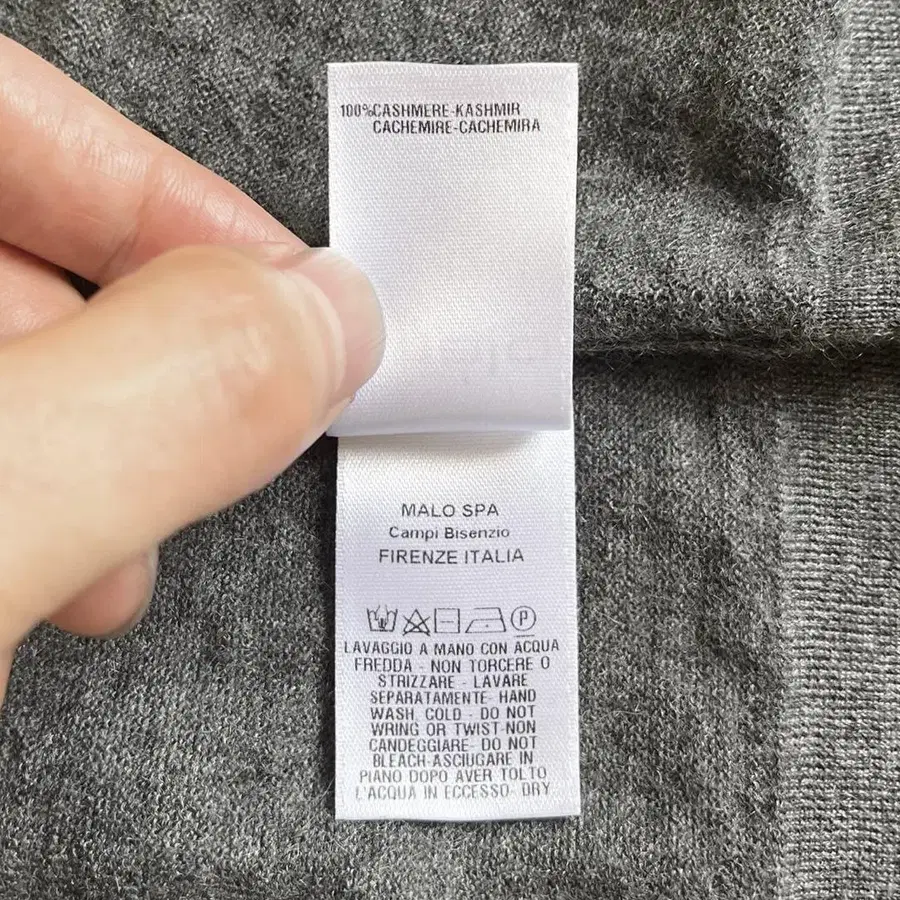 100%CASHMERE-KASHMIR
CACHEMIRE-CACHEMIRA
MALO SPA
Campi Bisenzio
FIRENZE ITALIA
P
LAVAGGIO A MANO CON ACQUA
FREDDA - NON TORCERE O
STRIZZARE - LAVARE
SEPARATAMENTE- HAND
WASH, COLD - DO NOT
WRING OR TWIST-NON
CANDEGGIARE- DO NOT
BLEACH-ASCIUGARE IN
PIANO DOPO AVER TOLTO
L'ACQUA IN ECCESSO- DRY